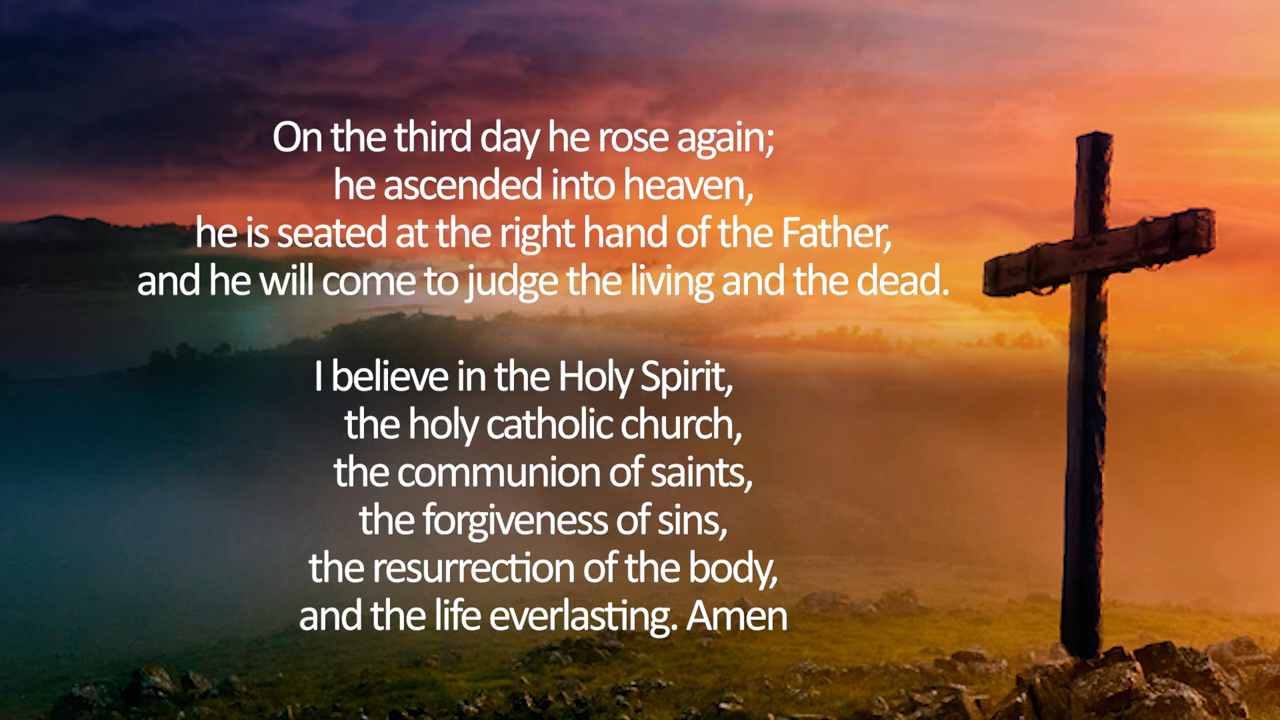 On the third day he rose again;
he ascended into heaven,
he is seated at the right hand of the Father,
and he will come to judge the living and the dead.
I believe in the Holy Spirit,
the holy catholic church,
the communion of saints,
the forgiveness of sins,
the resurrection of the body,
and the life everlasting. Amen